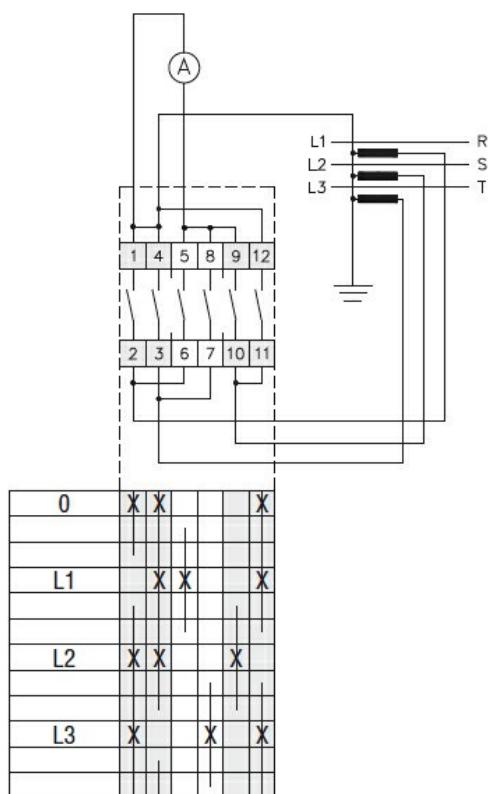 A
L1 R
L2 S
L3 T
1 4 5 8 9 12
2 3 6 7 10 11
0 X X X
L1 X X X
L2 X X X
L3 X X X